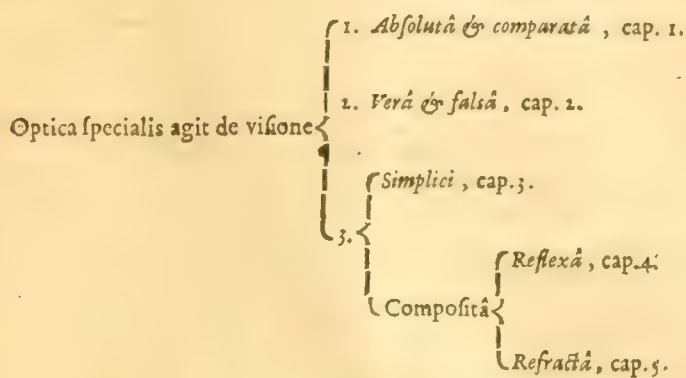 1. Abſolutâ & comparatâ , cap. 1.
2. Verâ & falsâ, cap. 2.
Optica ſpecialis agit de viſione
Simplici , cap. 3.
3.
Reflexâ , cap. 4.
Compoſitâ
Refractâ , cap. 5.